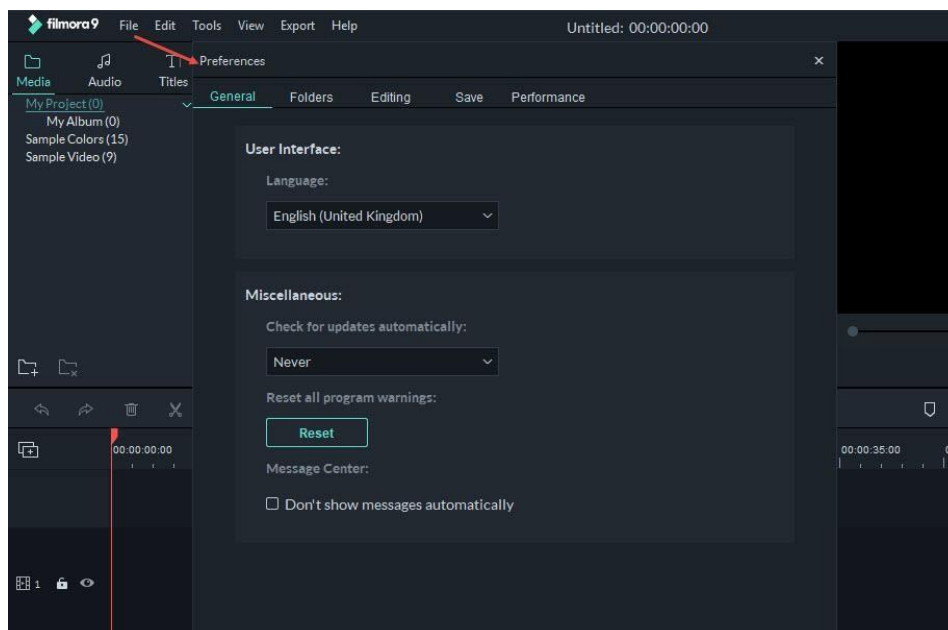 filmora9 File Edit Tools View Export Help Untitled: 00:00:00:00
Preferences
Media Audio Titles
General Folders Editing Save Performance
My Project (0)
My Album (0)
Sample Colors (15)
Sample Video (9)
User Interface:
Language:
English (United Kingdom)
Miscellaneous:
Check for updates automatically:
Never
Reset all program warnings:
Reset
Message Center:
Don't show messages automatically
00:00:00:00 00:00:35:00
1